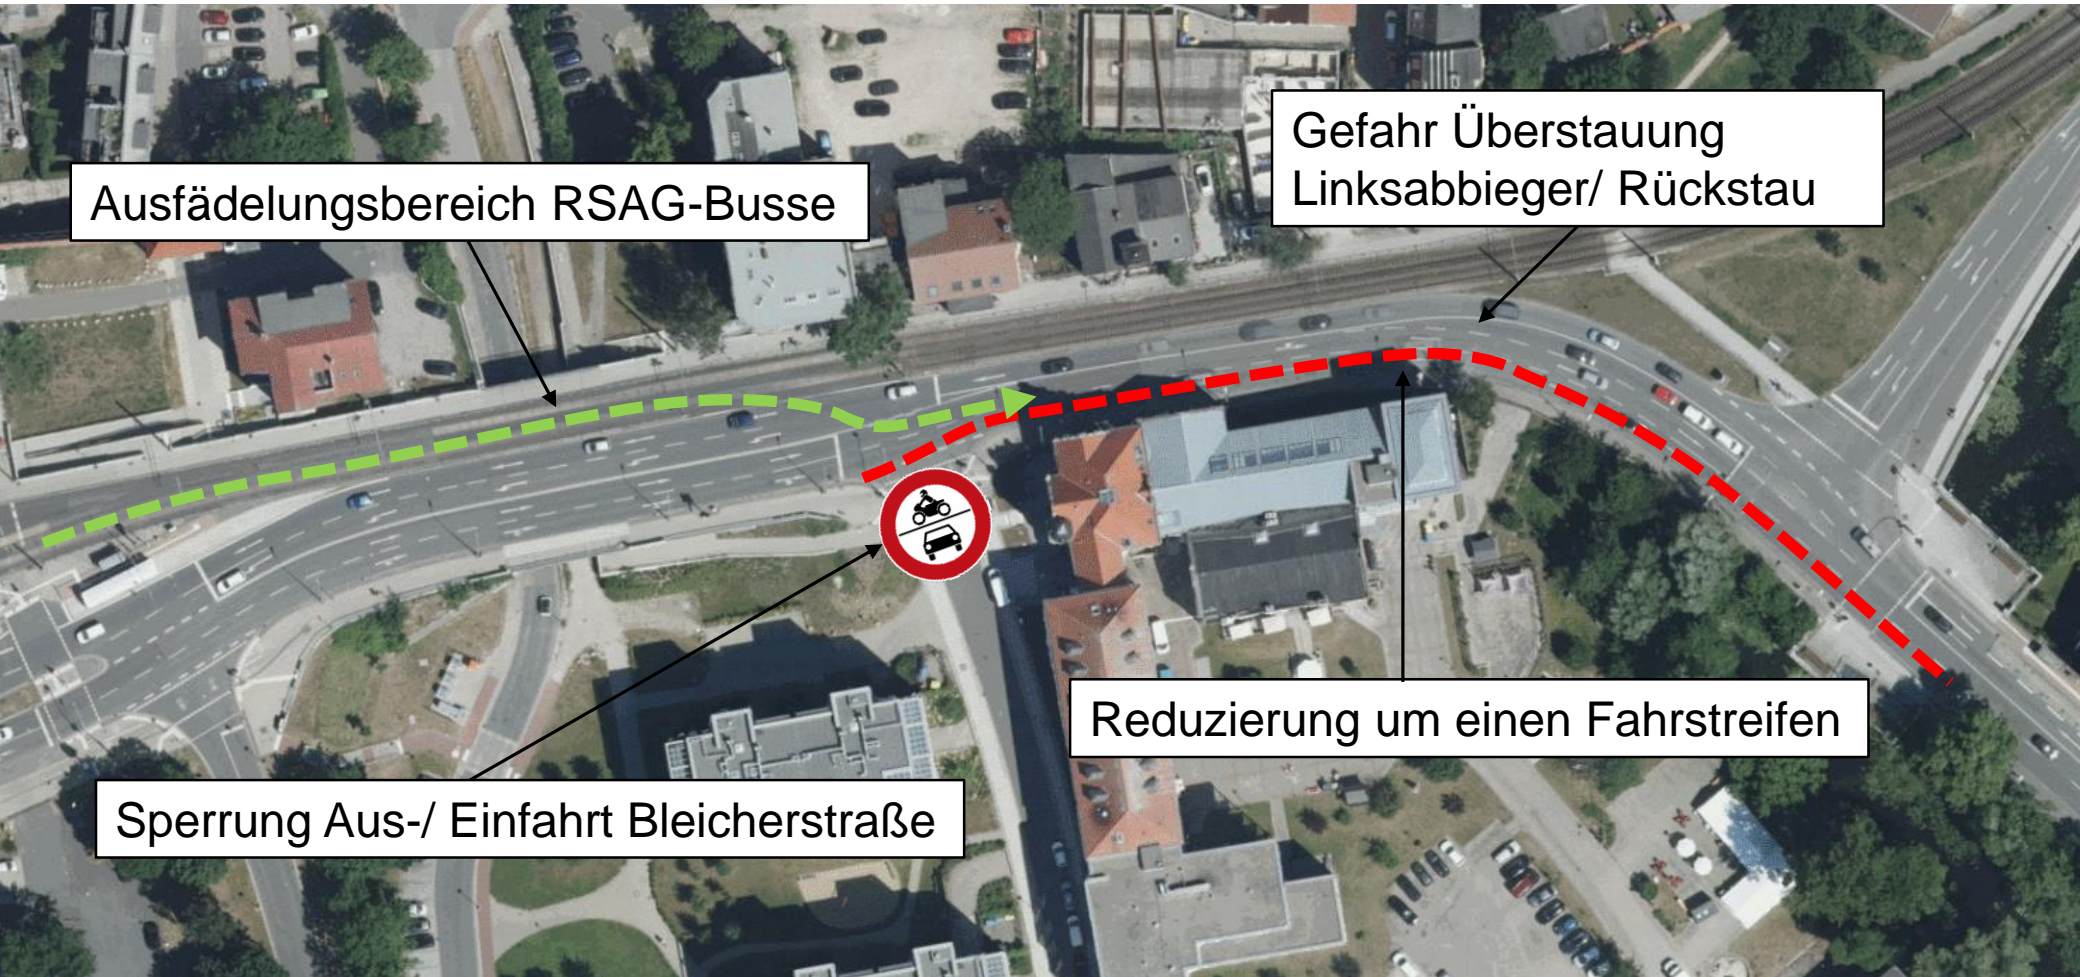 Gefahr Überstauung
Linksabbieger/ Rückstau
Ausfädelungsbereich RSAG-Busse
Reduzierung um einen Fahrstreifen
Sperrung Aus-/ Einfahrt Bleicherstraße